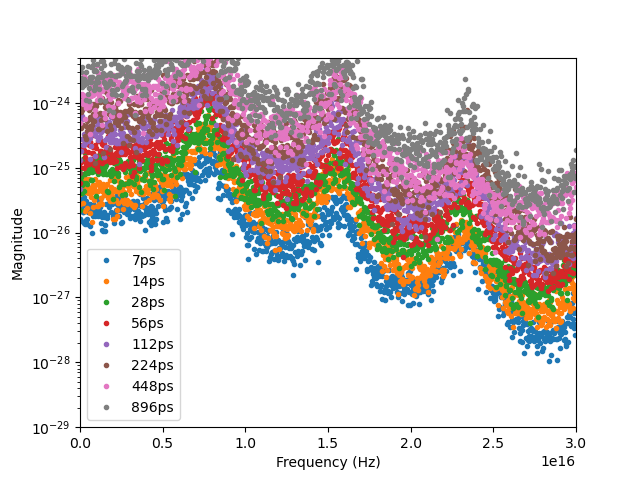 10⁻²⁴
10⁻²⁵
10⁻²⁶
10⁻²⁷
10⁻²⁸
10⁻²⁹
Magnitude
7ps
14ps
28ps
56ps
112ps
224ps
448ps
896ps
0.0 0.5 1.0 1.5 2.0 2.5 3.0
Frequency (Hz) 1e16